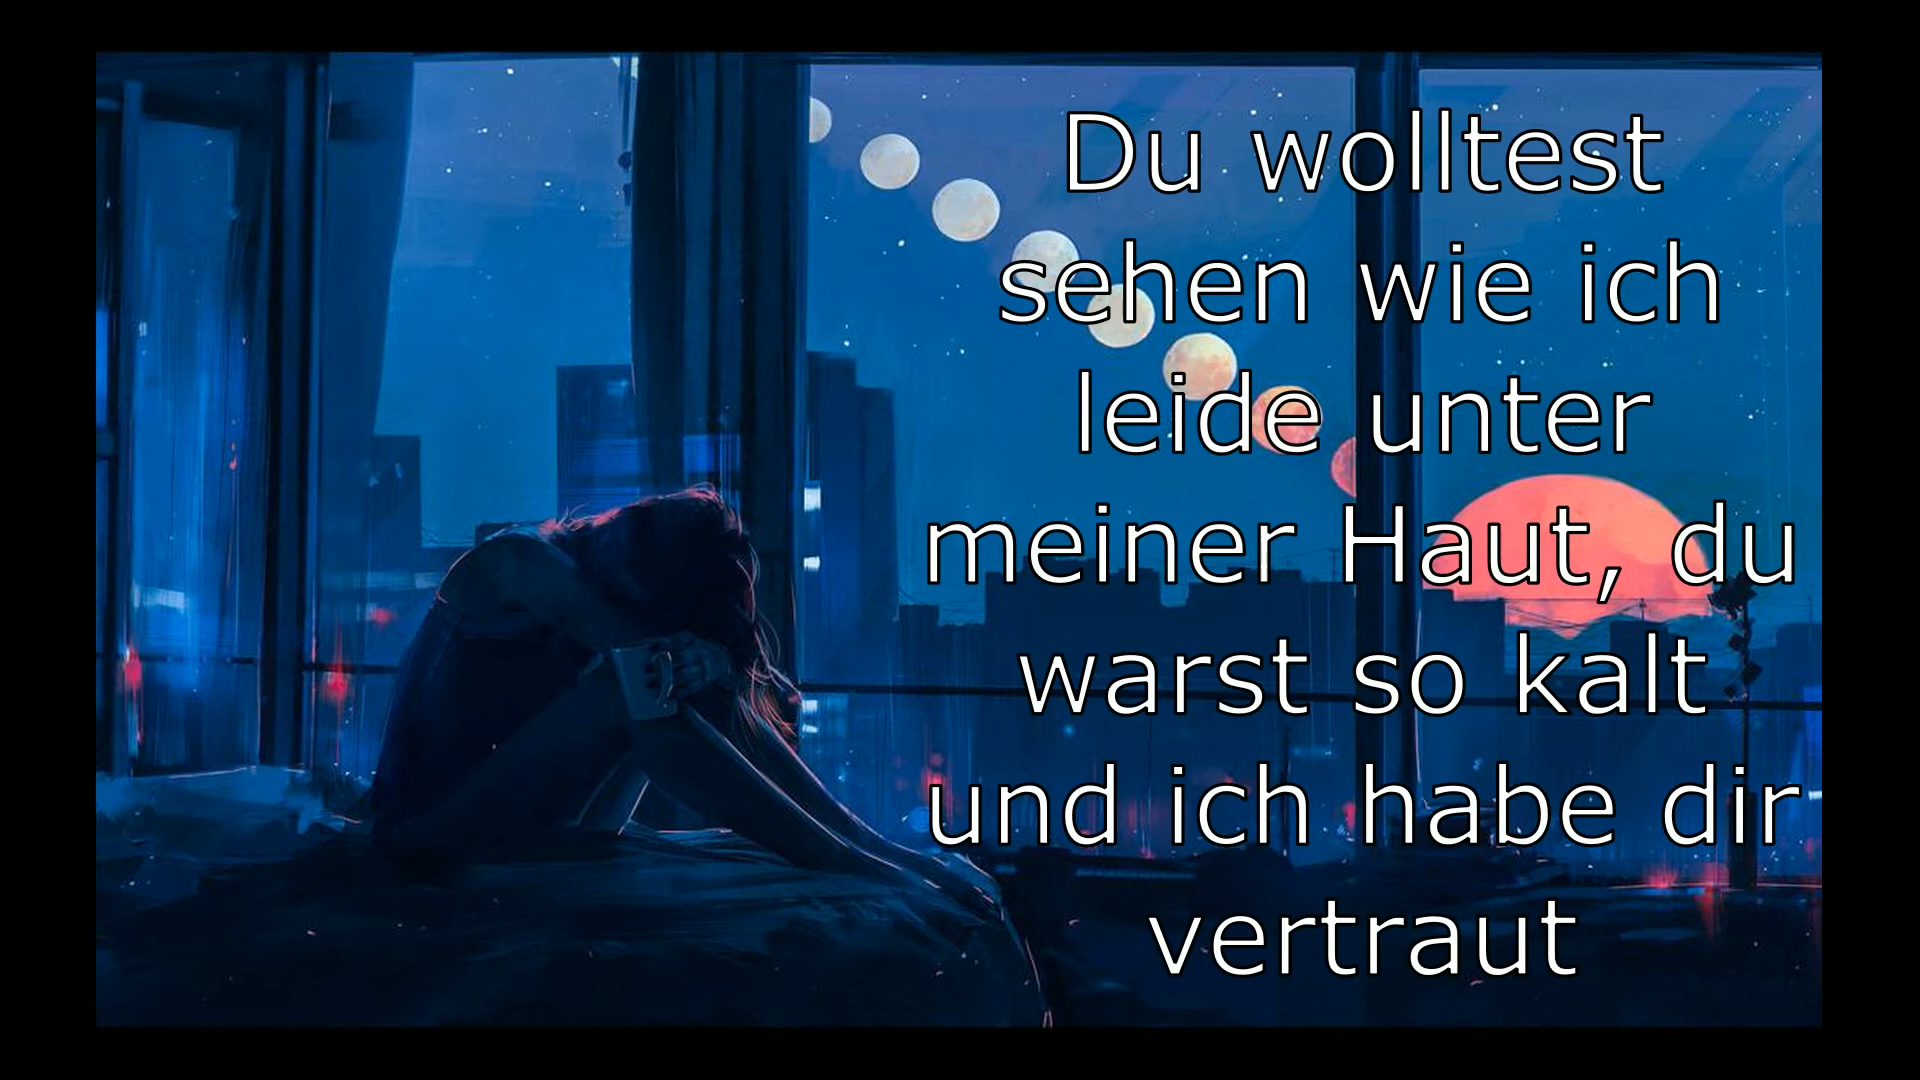 Du wolltest
sehen wie ich
leide unter
meiner Haut, du
warst so kalt
und ich habe dir
vertraut